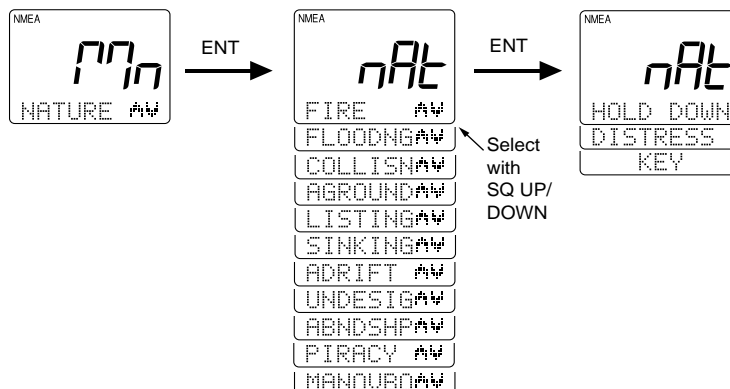 NMEA
Mn
NATURE
ENT
NMEA
nAt
FIRE
FLOODNG
COLLISN
AGROUND
LISTING
SINKING
ADRIFT
UNDESIG
ABNDSHP
PIRACY
MANOVBO
Select
with
SQ UP/
DOWN
ENT
NMEA
nAt
HOLD DOWN
DISTRESS
KEY